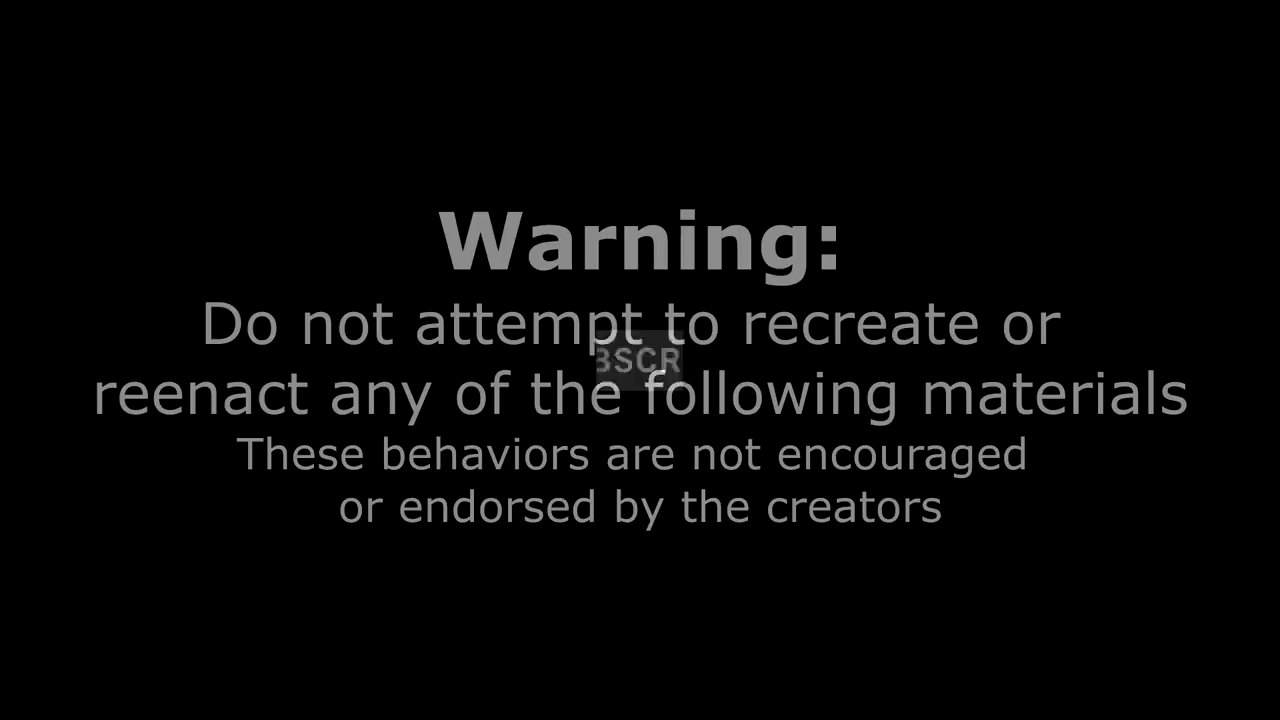 Warning:
Do not attempt to recreate or
reenact any of the following materials
These behaviors are not encouraged
or endorsed by the creators